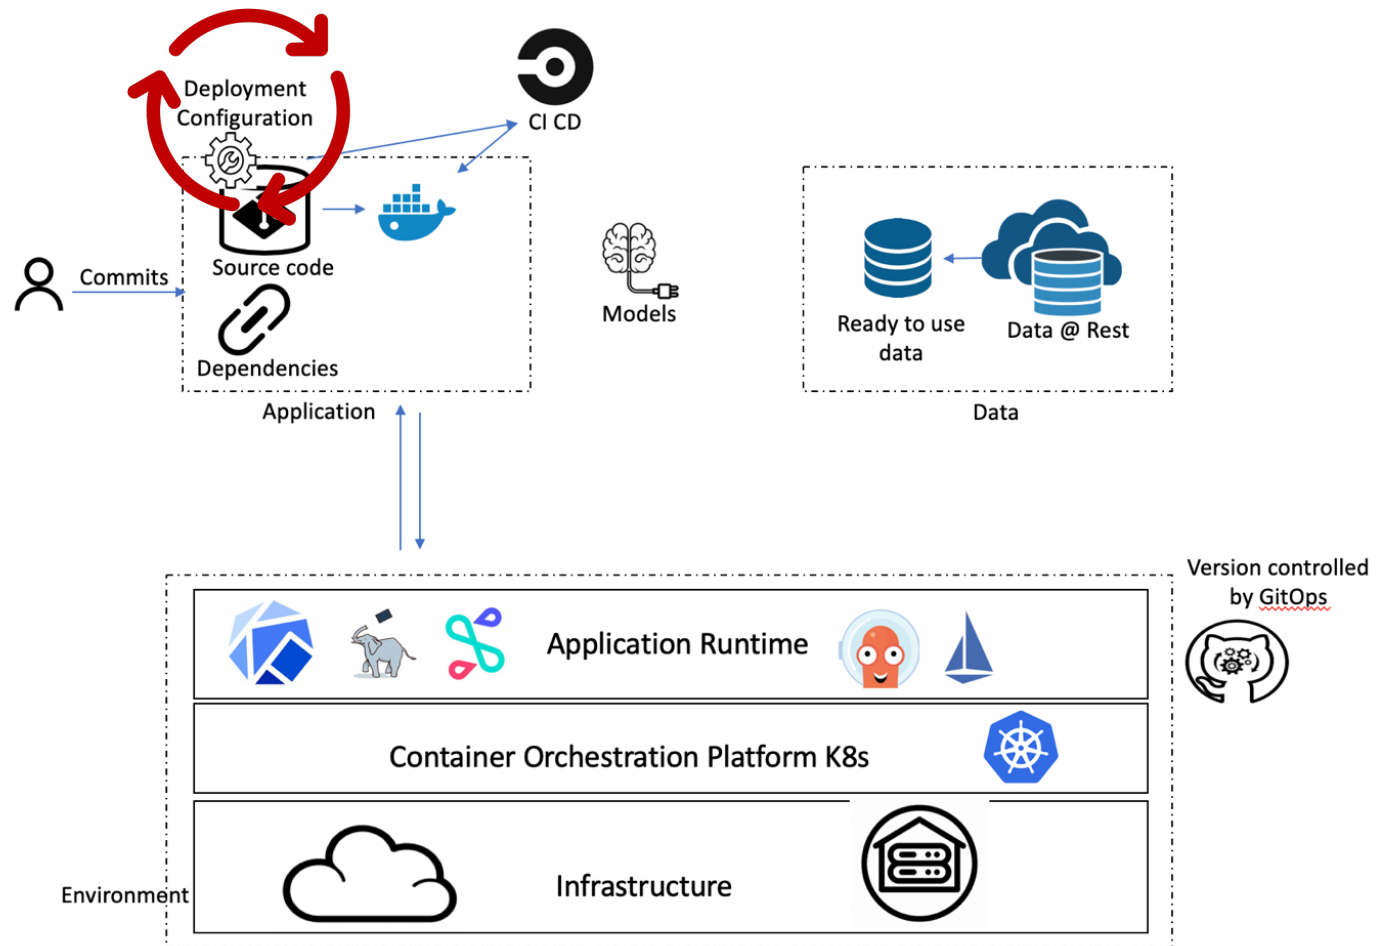 Deployment
Configuration
CI CD
Commits
Source code
Dependencies
Application
Models
Ready to use
data
Data @ Rest
Data
Version controlled
by GitOps
Application Runtime
Container Orchestration Platform K8s
Infrastructure
Environment